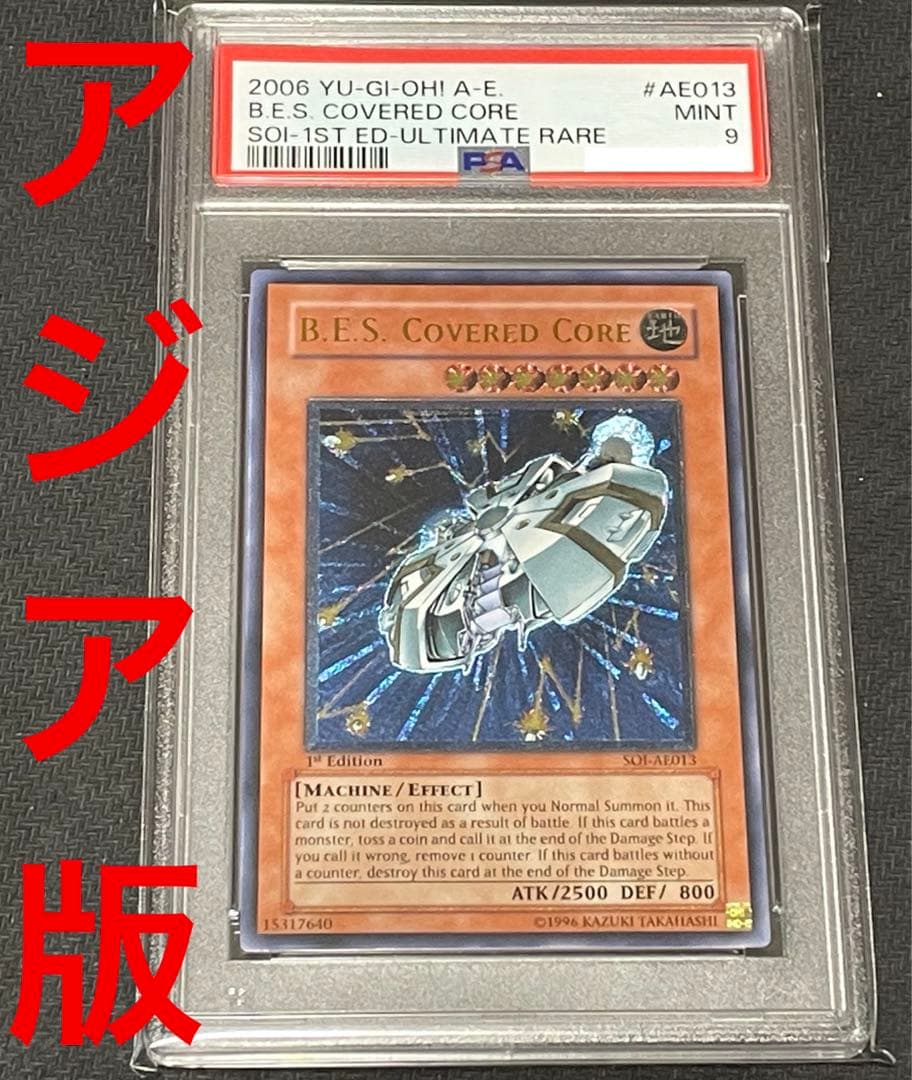 アジア版
2006 YU-GI-OH! A-E. #AE013
B.E.S. COVERED CORE MINT
SOI-1ST ED-ULTIMATE RARE 9
PSA
B.E.S. COVERED CORE
EARTH
地
1st Edition SOI-AE013
[MACHINE/EFFECT]
Put 2 counters on this card when you Normal Summon it. This
card is not destroyed as a result of battle. If this card battles a
monster, toss a coin and call it at the end of the Damage Step. If
you call it wrong, remove 1 counter. If this card battles without
a counter, destroy this card at the end of the Damage Step.
ATK/2500 DEF/ 800
15317640 ©1996 KAZUKI TAKAHASHI